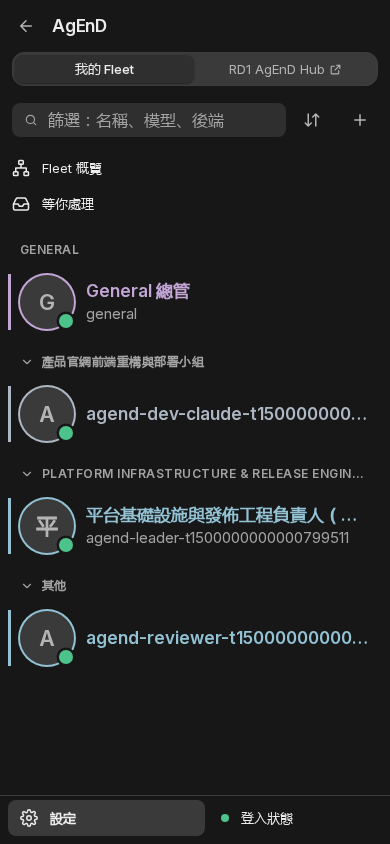 AgEnD
我的 Fleet
RD1 AgEnD Hub
篩選：名稱、模型、後端
Fleet 概覽
等你處理
GENERAL
G
General 總管
general
產品官網前端重構與部署小組
A
agend-dev-claude-t150000000…
PLATFORM INFRASTRUCTURE & RELEASE ENGIN…
平
平台基礎設施與發佈工程負責人（…
agend-leader-t1500000000000799511
其他
A
agend-reviewer-t15000000000…
設定
登入狀態